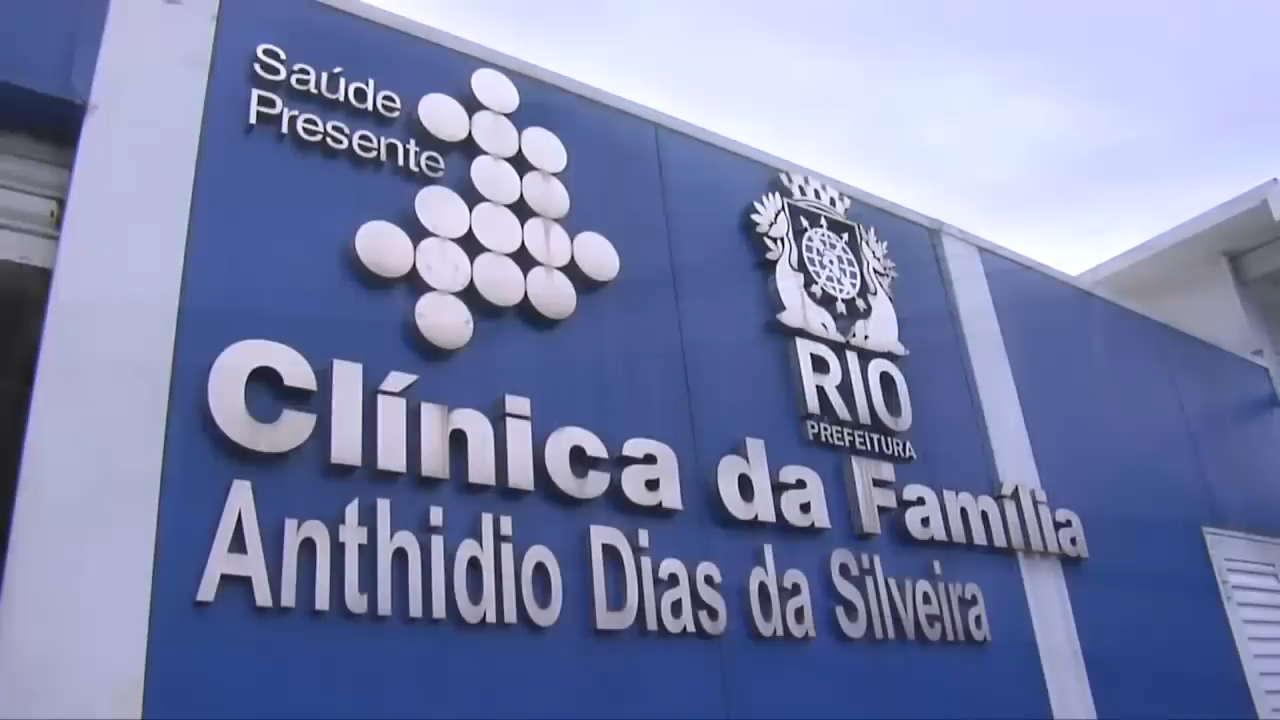 Saúde
Presente
RIO
PREFEITURA
Clínica da Família
Anthidio Dias da Silveira